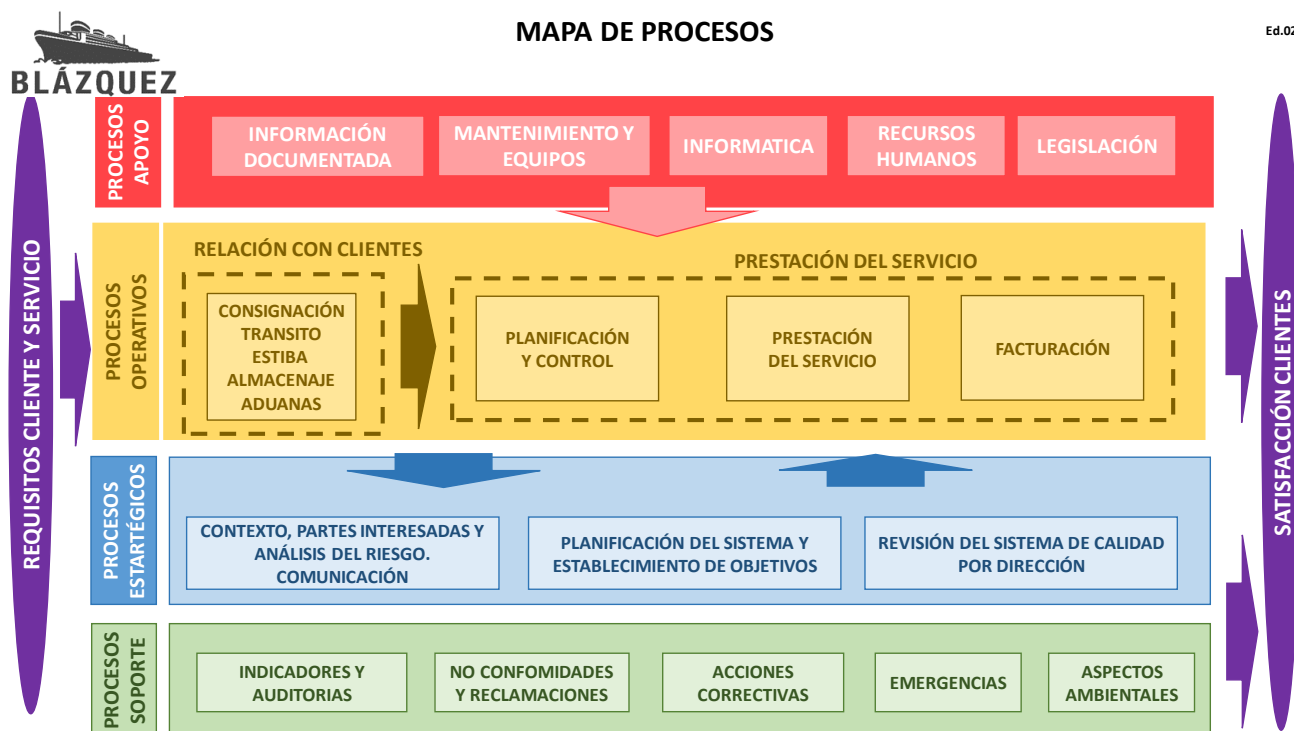 MAPA DE PROCESOS
Ed.02
BLÁZQUEZ
REQUISITOS CLIENTE Y SERVICIO
PROCESOS
APOYO
INFORMACIÓN
DOCUMENTADA
MANTENIMIENTO Y
EQUIPOS
INFORMATICA
RECURSOS
HUMANOS
LEGISLACIÓN
PROCESOS
OPERATIVOS
RELACIÓN CON CLIENTES
CONSIGNACIÓN
TRANSITO
ESTIBA
ALMACENAJE
ADUANAS
PRESTACIÓN DEL SERVICIO
PLANIFICACIÓN
Y CONTROL
PRESTACIÓN
DEL SERVICIO
FACTURACIÓN
PROCESOS
ESTARTÉGICOS
CONTEXTO, PARTES INTERESADAS Y
ANÁLISIS DEL RIESGO.
COMUNICACIÓN
PLANIFICACIÓN DEL SISTEMA Y
ESTABLECIMIENTO DE OBJETIVOS
REVISIÓN DEL SISTEMA DE CALIDAD
POR DIRECCIÓN
PROCESOS
SOPORTE
INDICADORES Y
AUDITORIAS
NO CONFOMIDADES
Y RECLAMACIONES
ACCIONES
CORRECTIVAS
EMERGENCIAS
ASPECTOS
AMBIENTALES
SATISFACCIÓN CLIENTES